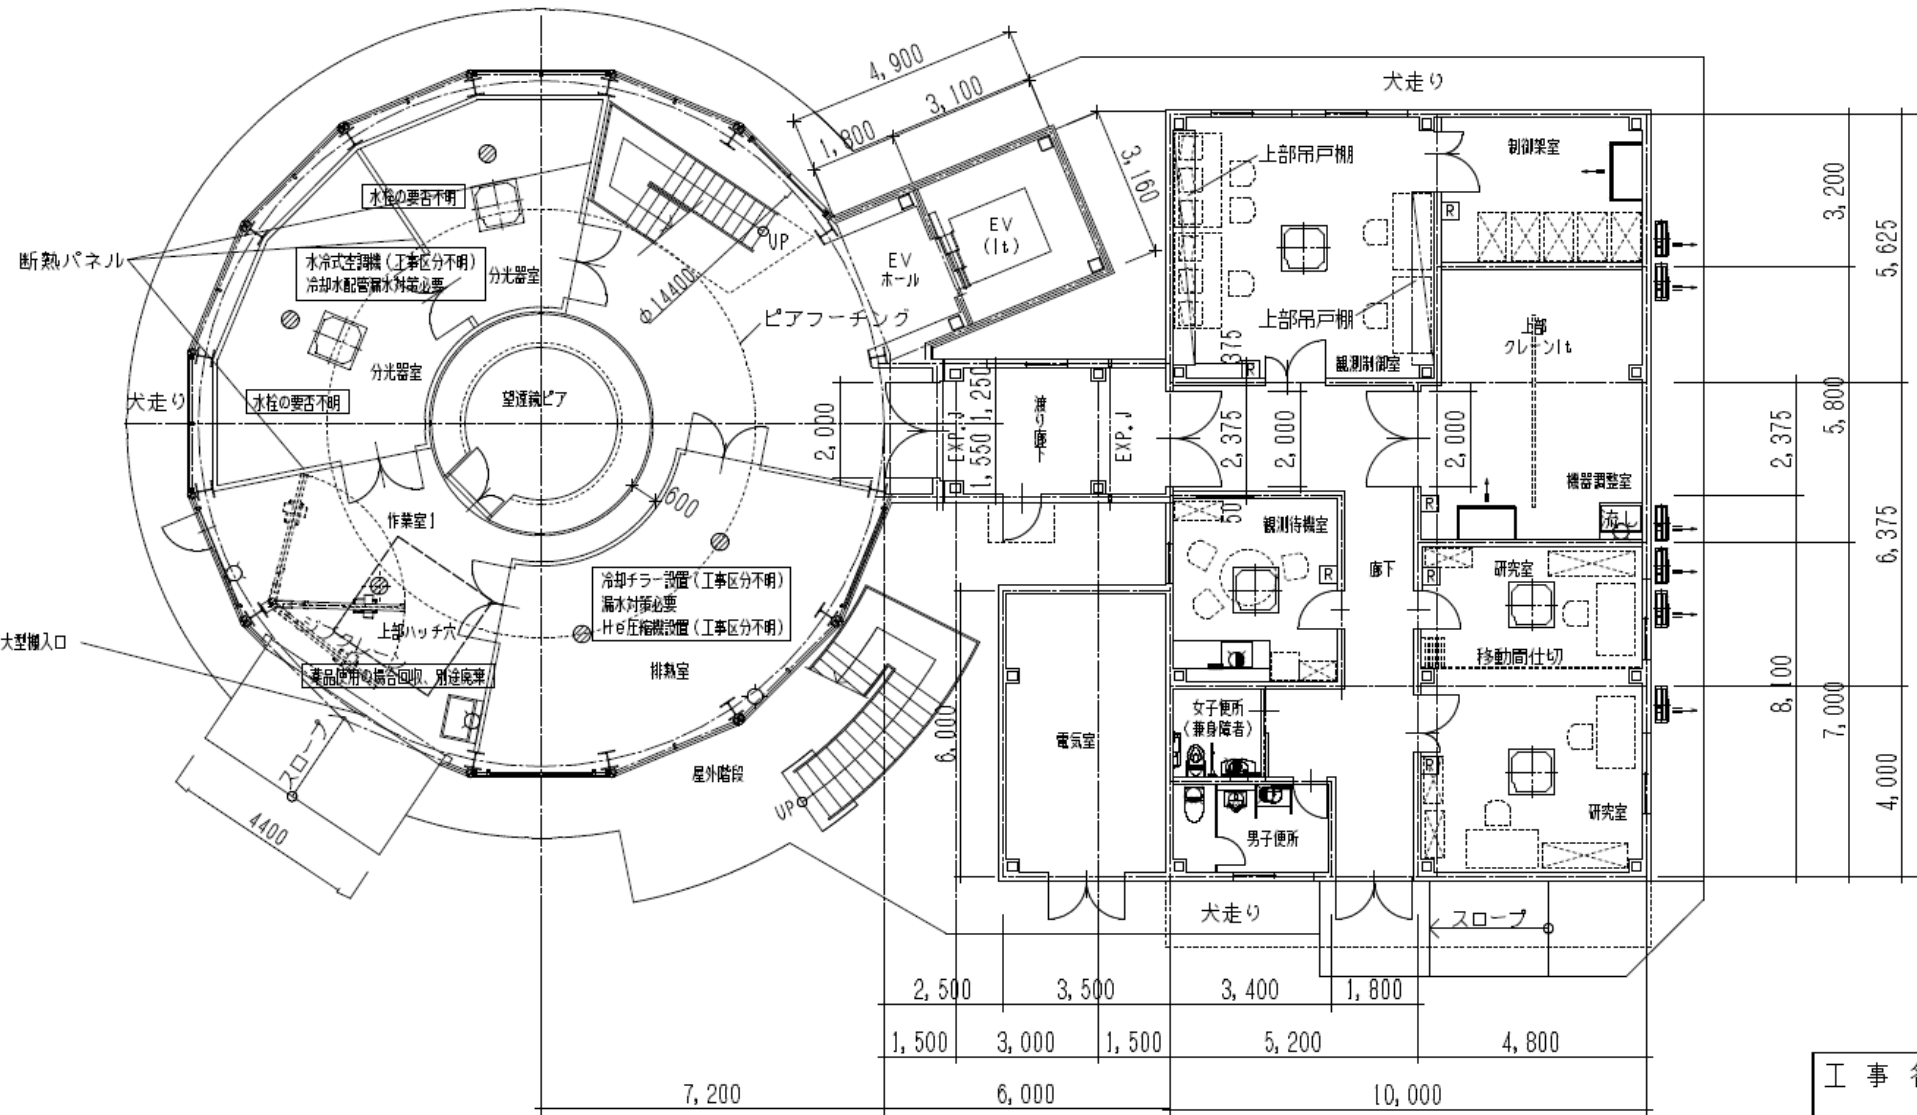 4,900
3,100
1,800
3,160
犬走り
上部吊戸棚
制御架室
R
3,200
5,625
水栓の要否不明
断熱パネル
水冷式空調機（工事区分不明）
冷却水配管漏水対策必要
分光器室
UP
φ14400
EV
ホール
EV
(1t)
ピアフーチング
上部吊戸棚
375
R
観測制御室
上部
クレーン1t
分光器室
水栓の要否不明
望遠鏡ピア
犬走り
2,000
EXP.J
1,550
1,250
渡り廊下
EXP.J
2,375
2,000
2,000
2,375
5,800
機器調整室
流し
R
600
作業室1
50
観測待機室
R
廊下
R
研究室
6,375
冷却チラー設置（工事区分不明）
漏水対策必要
He圧縮機設置（工事区分不明）
上部ハッチ穴
大型搬入口
薬品使用の場合回収、別途廃棄
排熱室
移動間仕切
8,100
7,000
女子便所
（兼身障者）
電気室
6,000
屋外階段
UP
スロープ
4400
R
研究室
4,000
男子便所
犬走り
スロープ
2,500
3,500
3,400
1,800
1,500
3,000
1,500
5,200
4,800
7,200
6,000
10,000
工事